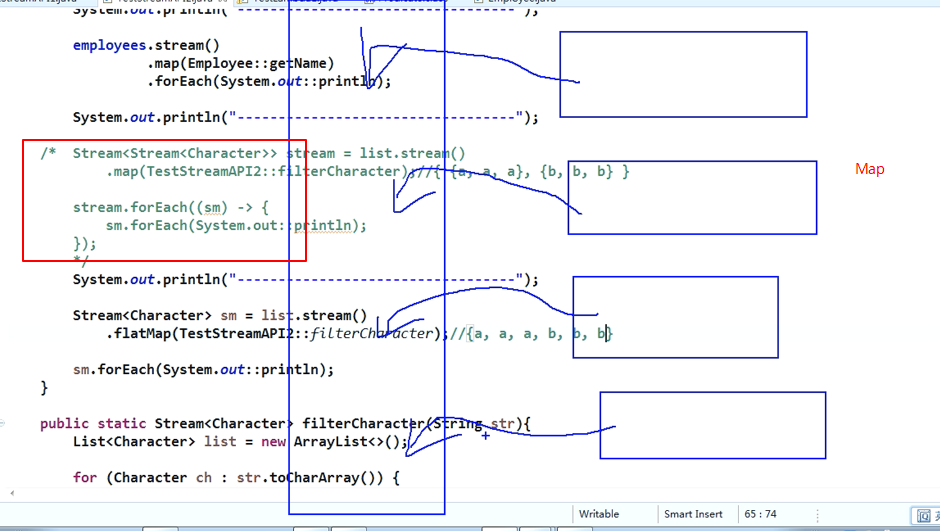 System.out.println("----------------------------------");
employees.stream()
.map(Employee::getName)
.forEach(System.out::println);
System.out.println("----------------------------------");
/* Stream<Stream<Character>> stream = list.stream()
.map(TestStreamAPI2::filterCharacter);//{ {a, a, a}, {b, b, b} }
Map
stream.forEach((sm) -> {
sm.forEach(System.out::println);
});
*/
System.out.println("----------------------------------");
Stream<Character> sm = list.stream()
.flatMap(TestStreamAPI2::filterCharacter);//{a, a, a, b, b, b}
sm.forEach(System.out::println);
}
public static Stream<Character> filterCharacter(String str){
List<Character> list = new ArrayList<>();
for (Character ch : str.toCharArray()) {
Writable Smart Insert 65 : 74